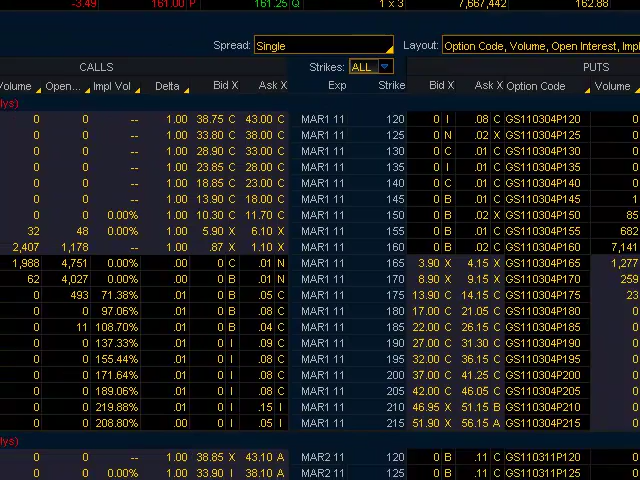 -3.49 161.00 P 161.25 Q 1 x 3 7,667,442 162.88
Spread: Single Layout: Option Code, Volume, Open Interest, Impl
Strikes: ALL
CALLS PUTS
Volume Open... Impl Vol Delta Bid X Ask X Exp Strike Bid X Ask X Option Code Volume
lys)
0 0 -- 1.00 38.75 C 43.00 C MAR1 11 120 0 I .08 C GS110304P120 0
0 0 -- 1.00 33.80 C 38.00 C MAR1 11 125 0 N .02 X GS110304P125 0
0 0 -- 1.00 28.90 C 33.00 C MAR1 11 130 0 C .01 C GS110304P130 0
0 0 -- 1.00 23.85 C 28.00 C MAR1 11 135 0 I .01 C GS110304P135 0
0 0 -- 1.00 18.85 C 23.00 C MAR1 11 140 0 C .01 C GS110304P140 0
0 0 -- 1.00 13.90 C 18.00 C MAR1 11 145 0 B .01 C GS110304P145 1
0 0 0.00% 1.00 10.30 C 11.70 C MAR1 11 150 0 B .02 X GS110304P150 85
32 48 0.00% 1.00 5.90 X 6.10 X MAR1 11 155 0 B .01 C GS110304P155 682
2,407 1,178 0.00% 1.00 .87 X 1.10 X MAR1 11 160 0 B .02 C GS110304P160 7,141
1,988 4,751 0.00% .01 0 C .01 N MAR1 11 165 3.90 X 4.15 X GS110304P165 1,277
62 4,027 0.00% .01 0 B .01 N MAR1 11 170 8.90 X 9.15 X GS110304P170 259
0 493 71.38% .01 0 B .05 C MAR1 11 175 13.90 C 14.15 C GS110304P175 23
0 0 97.06% .01 0 B .08 C MAR1 11 180 17.00 C 21.05 C GS110304P180 0
0 11 108.70% .01 0 B .04 C MAR1 11 185 22.00 C 26.15 C GS110304P185 0
0 0 137.33% .01 0 I .09 C MAR1 11 190 27.00 C 31.30 C GS110304P190 0
0 0 155.44% .01 0 I .08 C MAR1 11 195 32.00 C 36.15 C GS110304P195 0
0 0 171.64% .01 0 I .08 C MAR1 11 200 37.00 C 41.25 C GS110304P200 0
0 0 189.06% .01 0 I .08 C MAR1 11 205 42.00 C 46.05 C GS110304P205 0
0 0 219.88% .01 0 I .15 I MAR1 11 210 46.95 X 51.15 B GS110304P210 0
0 0 208.80% .01 0 I .05 I MAR1 11 215 51.90 X 56.15 A GS110304P215 0
lys)
0 0 -- 1.00 38.85 X 43.10 A MAR2 11 120 0 B .11 C GS110311P120 0
0 0 0.00% 1.00 33.90 I 38.10 A MAR2 11 125 0 B .11 C GS110311P125 0